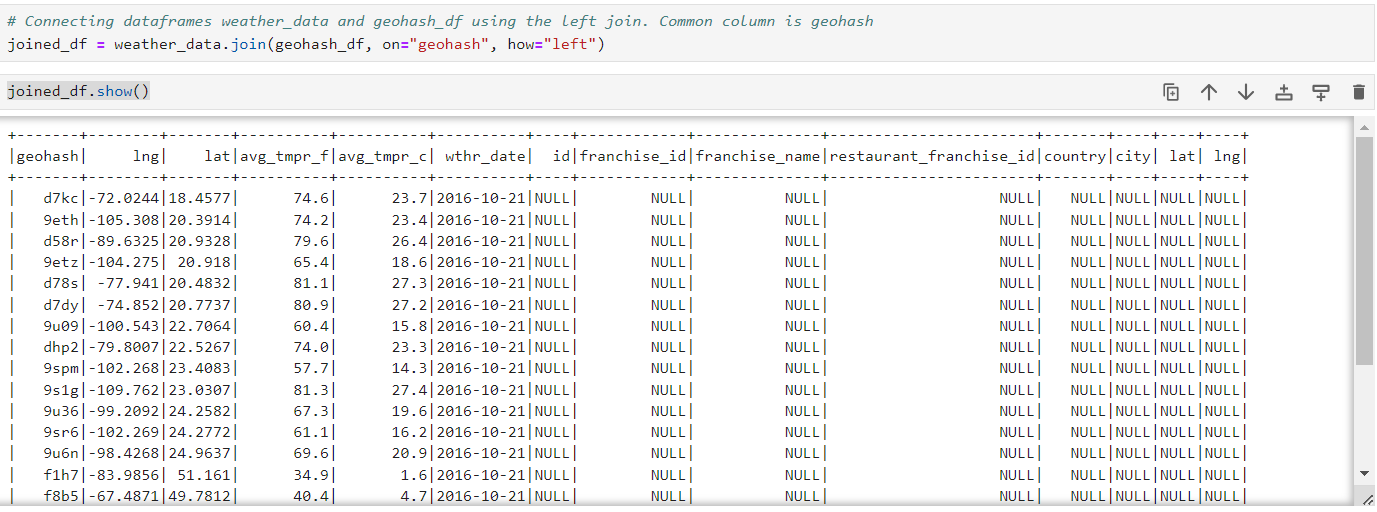 # Connecting dataframes weather_data and geohash_df using the left join. Common column is geohash
joined_df = weather_data.join(geohash_df, on="geohash", how="left")
joined_df.show()
+-------+--------+-------+----------+----------+----------+----+------------+--------------+-----------------------+-------+----+----+----+
|geohash|     lng|    lat|avg_tmpr_f|avg_tmpr_c| wthr_date|  id|franchise_id|franchise_name|restaurant_franchise_id|country|city| lat| lng|
+-------+--------+-------+----------+----------+----------+----+------------+--------------+-----------------------+-------+----+----+----+
|   d7kc|-72.0244|18.4577|      74.6|      23.7|2016-10-21|NULL|        NULL|          NULL|                   NULL|   NULL|NULL|NULL|NULL|
|   9eth|-105.308|20.3914|      74.2|      23.4|2016-10-21|NULL|        NULL|          NULL|                   NULL|   NULL|NULL|NULL|NULL|
|   d58r|-89.6325|20.9328|      79.6|      26.4|2016-10-21|NULL|        NULL|          NULL|                   NULL|   NULL|NULL|NULL|NULL|
|   9etz|-104.275| 20.918|      65.4|      18.6|2016-10-21|NULL|        NULL|          NULL|                   NULL|   NULL|NULL|NULL|NULL|
|   d78s| -77.941|20.4832|      81.1|      27.3|2016-10-21|NULL|        NULL|          NULL|                   NULL|   NULL|NULL|NULL|NULL|
|   d7dy| -74.852|20.7737|      80.9|      27.2|2016-10-21|NULL|        NULL|          NULL|                   NULL|   NULL|NULL|NULL|NULL|
|   9u09|-100.543|22.7064|      60.4|      15.8|2016-10-21|NULL|        NULL|          NULL|                   NULL|   NULL|NULL|NULL|NULL|
|   dhp2|-79.8007|22.5267|      74.0|      23.3|2016-10-21|NULL|        NULL|          NULL|                   NULL|   NULL|NULL|NULL|NULL|
|   9spm|-102.268|23.4083|      57.7|      14.3|2016-10-21|NULL|        NULL|          NULL|                   NULL|   NULL|NULL|NULL|NULL|
|   9s1g|-109.762|23.0307|      81.3|      27.4|2016-10-21|NULL|        NULL|          NULL|                   NULL|   NULL|NULL|NULL|NULL|
|   9u36|-99.2092|24.2582|      67.3|      19.6|2016-10-21|NULL|        NULL|          NULL|                   NULL|   NULL|NULL|NULL|NULL|
|   9sr6|-102.269|24.2772|      61.1|      16.2|2016-10-21|NULL|        NULL|          NULL|                   NULL|   NULL|NULL|NULL|NULL|
|   9u6n|-98.4268|24.9637|      69.6|      20.9|2016-10-21|NULL|        NULL|          NULL|                   NULL|   NULL|NULL|NULL|NULL|
|   f1h7|-83.9856| 51.161|      34.9|       1.6|2016-10-21|NULL|        NULL|          NULL|                   NULL|   NULL|NULL|NULL|NULL|
|   f8b5|-67.4871|49.7812|      40.4|       4.7|2016-10-21|NULL|        NULL|          NULL|                   NULL|   NULL|NULL|NULL|NULL|